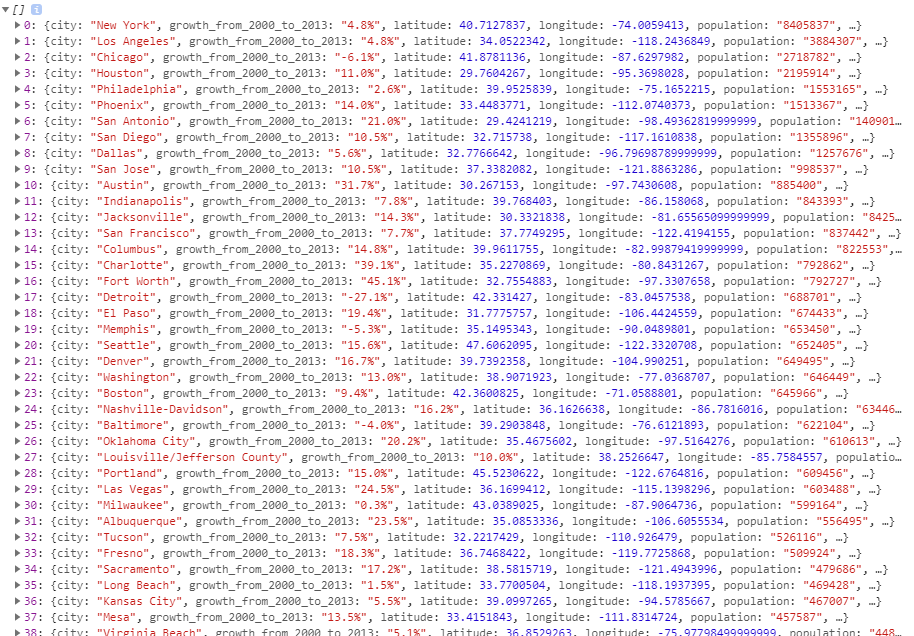 [] i
0: {city: "New York", growth_from_2000_to_2013: "4.8%", latitude: 40.7127837, longitude: -74.0059413, population: "8405837", …}
1: {city: "Los Angeles", growth_from_2000_to_2013: "4.8%", latitude: 34.0522342, longitude: -118.2436849, population: "3884307", …}
2: {city: "Chicago", growth_from_2000_to_2013: "-6.1%", latitude: 41.8781136, longitude: -87.6297982, population: "2718782", …}
3: {city: "Houston", growth_from_2000_to_2013: "11.0%", latitude: 29.7604267, longitude: -95.3698028, population: "2195914", …}
4: {city: "Philadelphia", growth_from_2000_to_2013: "2.6%", latitude: 39.9525839, longitude: -75.1652215, population: "1553165", …}
5: {city: "Phoenix", growth_from_2000_to_2013: "14.0%", latitude: 33.4483771, longitude: -112.0740373, population: "1513367", …}
6: {city: "San Antonio", growth_from_2000_to_2013: "21.0%", latitude: 29.4241219, longitude: -98.49362819999999, population: "140901…
7: {city: "San Diego", growth_from_2000_to_2013: "10.5%", latitude: 32.715738, longitude: -117.1610838, population: "1355896", …}
8: {city: "Dallas", growth_from_2000_to_2013: "5.6%", latitude: 32.7766642, longitude: -96.79698789999999, population: "1257676", …}
9: {city: "San Jose", growth_from_2000_to_2013: "10.5%", latitude: 37.3382082, longitude: -121.8863286, population: "998537", …}
10: {city: "Austin", growth_from_2000_to_2013: "31.7%", latitude: 30.267153, longitude: -97.7430608, population: "885400", …}
11: {city: "Indianapolis", growth_from_2000_to_2013: "7.8%", latitude: 39.768403, longitude: -86.158068, population: "843393", …}
12: {city: "Jacksonville", growth_from_2000_to_2013: "14.3%", latitude: 30.3321838, longitude: -81.65565099999999, population: "8425…
13: {city: "San Francisco", growth_from_2000_to_2013: "7.7%", latitude: 37.7749295, longitude: -122.4194155, population: "837442", …}
14: {city: "Columbus", growth_from_2000_to_2013: "14.8%", latitude: 39.9611755, longitude: -82.99879419999999, population: "822553",…
15: {city: "Charlotte", growth_from_2000_to_2013: "39.1%", latitude: 35.2270869, longitude: -80.8431267, population: "792862", …}
16: {city: "Fort Worth", growth_from_2000_to_2013: "45.1%", latitude: 32.7554883, longitude: -97.3307658, population: "792727", …}
17: {city: "Detroit", growth_from_2000_to_2013: "-27.1%", latitude: 42.331427, longitude: -83.0457538, population: "688701", …}
18: {city: "El Paso", growth_from_2000_to_2013: "19.4%", latitude: 31.7775757, longitude: -106.4424559, population: "674433", …}
19: {city: "Memphis", growth_from_2000_to_2013: "-5.3%", latitude: 35.1495343, longitude: -90.0489801, population: "653450", …}
20: {city: "Seattle", growth_from_2000_to_2013: "15.6%", latitude: 47.6062095, longitude: -122.3320708, population: "652405", …}
21: {city: "Denver", growth_from_2000_to_2013: "16.7%", latitude: 39.7392358, longitude: -104.990251, population: "649495", …}
22: {city: "Washington", growth_from_2000_to_2013: "13.0%", latitude: 38.9071923, longitude: -77.0368707, population: "646449", …}
23: {city: "Boston", growth_from_2000_to_2013: "9.4%", latitude: 42.3600825, longitude: -71.0588801, population: "645966", …}
24: {city: "Nashville-Davidson", growth_from_2000_to_2013: "16.2%", latitude: 36.1626638, longitude: -86.7816016, population: "63446…
25: {city: "Baltimore", growth_from_2000_to_2013: "-4.0%", latitude: 39.2903848, longitude: -76.6121893, population: "622104", …}
26: {city: "Oklahoma City", growth_from_2000_to_2013: "20.2%", latitude: 35.4675602, longitude: -97.5164276, population: "610613", …}
27: {city: "Louisville/Jefferson County", growth_from_2000_to_2013: "10.0%", latitude: 38.2526647, longitude: -85.7584557, populatio…
28: {city: "Portland", growth_from_2000_to_2013: "15.0%", latitude: 45.5230622, longitude: -122.6764816, population: "609456", …}
29: {city: "Las Vegas", growth_from_2000_to_2013: "24.5%", latitude: 36.1699412, longitude: -115.1398296, population: "603488", …}
30: {city: "Milwaukee", growth_from_2000_to_2013: "0.3%", latitude: 43.0389025, longitude: -87.9064736, population: "599164", …}
31: {city: "Albuquerque", growth_from_2000_to_2013: "23.5%", latitude: 35.0853336, longitude: -106.6055534, population: "556495", …}
32: {city: "Tucson", growth_from_2000_to_2013: "7.5%", latitude: 32.2217429, longitude: -110.926479, population: "526116", …}
33: {city: "Fresno", growth_from_2000_to_2013: "18.3%", latitude: 36.7468422, longitude: -119.7725868, population: "509924", …}
34: {city: "Sacramento", growth_from_2000_to_2013: "17.2%", latitude: 38.5815719, longitude: -121.4943996, population: "479686", …}
35: {city: "Long Beach", growth_from_2000_to_2013: "1.5%", latitude: 33.7700504, longitude: -118.1937395, population: "469428", …}
36: {city: "Kansas City", growth_from_2000_to_2013: "5.5%", latitude: 39.0997265, longitude: -94.5785667, population: "467007", …}
37: {city: "Mesa", growth_from_2000_to_2013: "13.5%", latitude: 33.4151843, longitude: -111.8314724, population: "457587", …}
38: {city: "Virginia Beach", growth_from_2000_to_2013: "5.1%", latitude: 36.8529263, longitude: -75.97798499999999, population: "448…